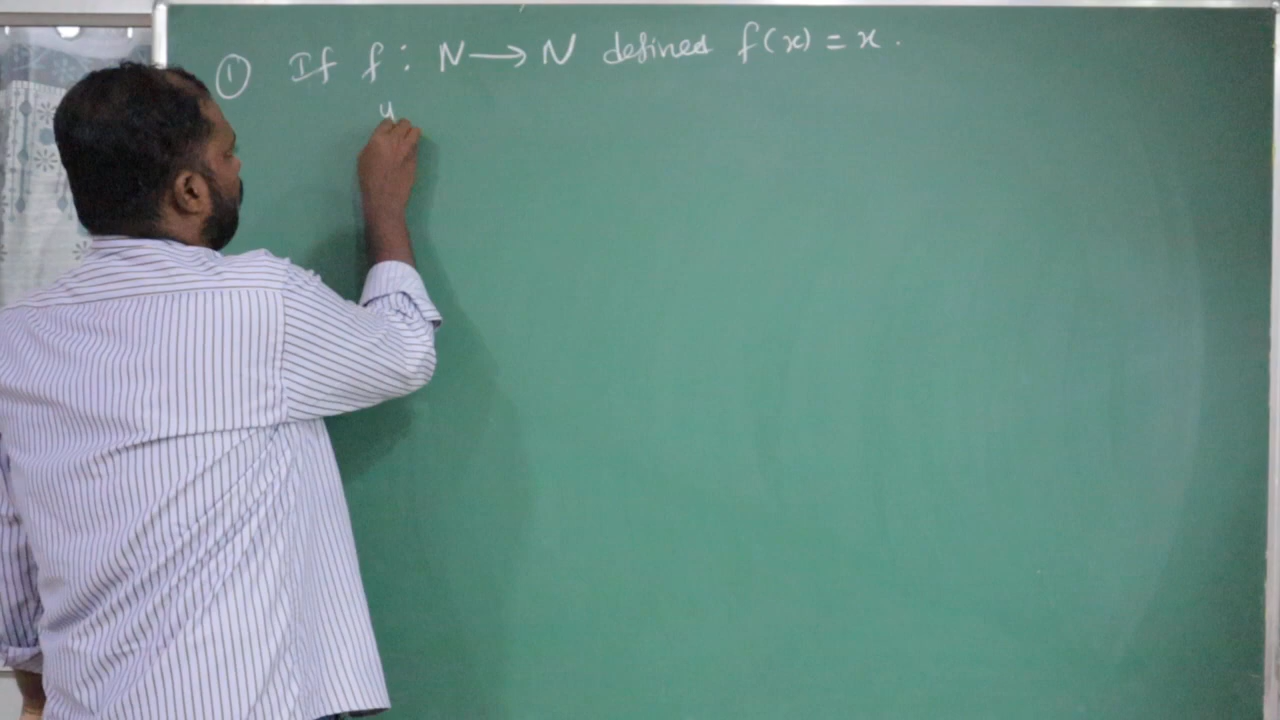 ① If f : N → N defined f(x) = x .
y